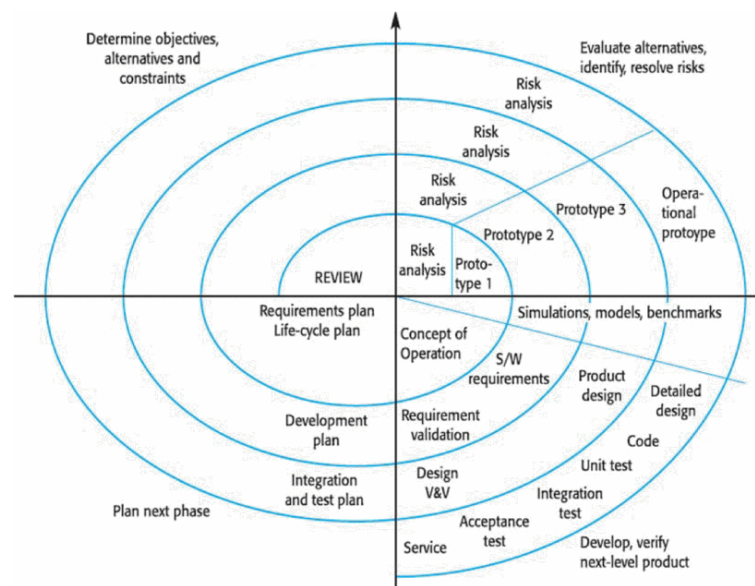 Determine objectives,
alternatives and
constraints
Evaluate alternatives,
identify, resolve risks
Risk
analysis
Risk
analysis
Risk
analysis
Risk
analysis
Proto-
type 1
Prototype 2
Prototype 3
Opera-
tional
protoype
REVIEW
Requirements plan
Life-cycle plan
Simulations, models, benchmarks
Concept of
Operation
S/W
requirements
Product
design
Detailed
design
Development
plan
Requirement
validation
Code
Unit test
Integration
and test plan
Design
V&V
Integration
test
Plan next phase
Acceptance
test
Service
Develop, verify
next-level product